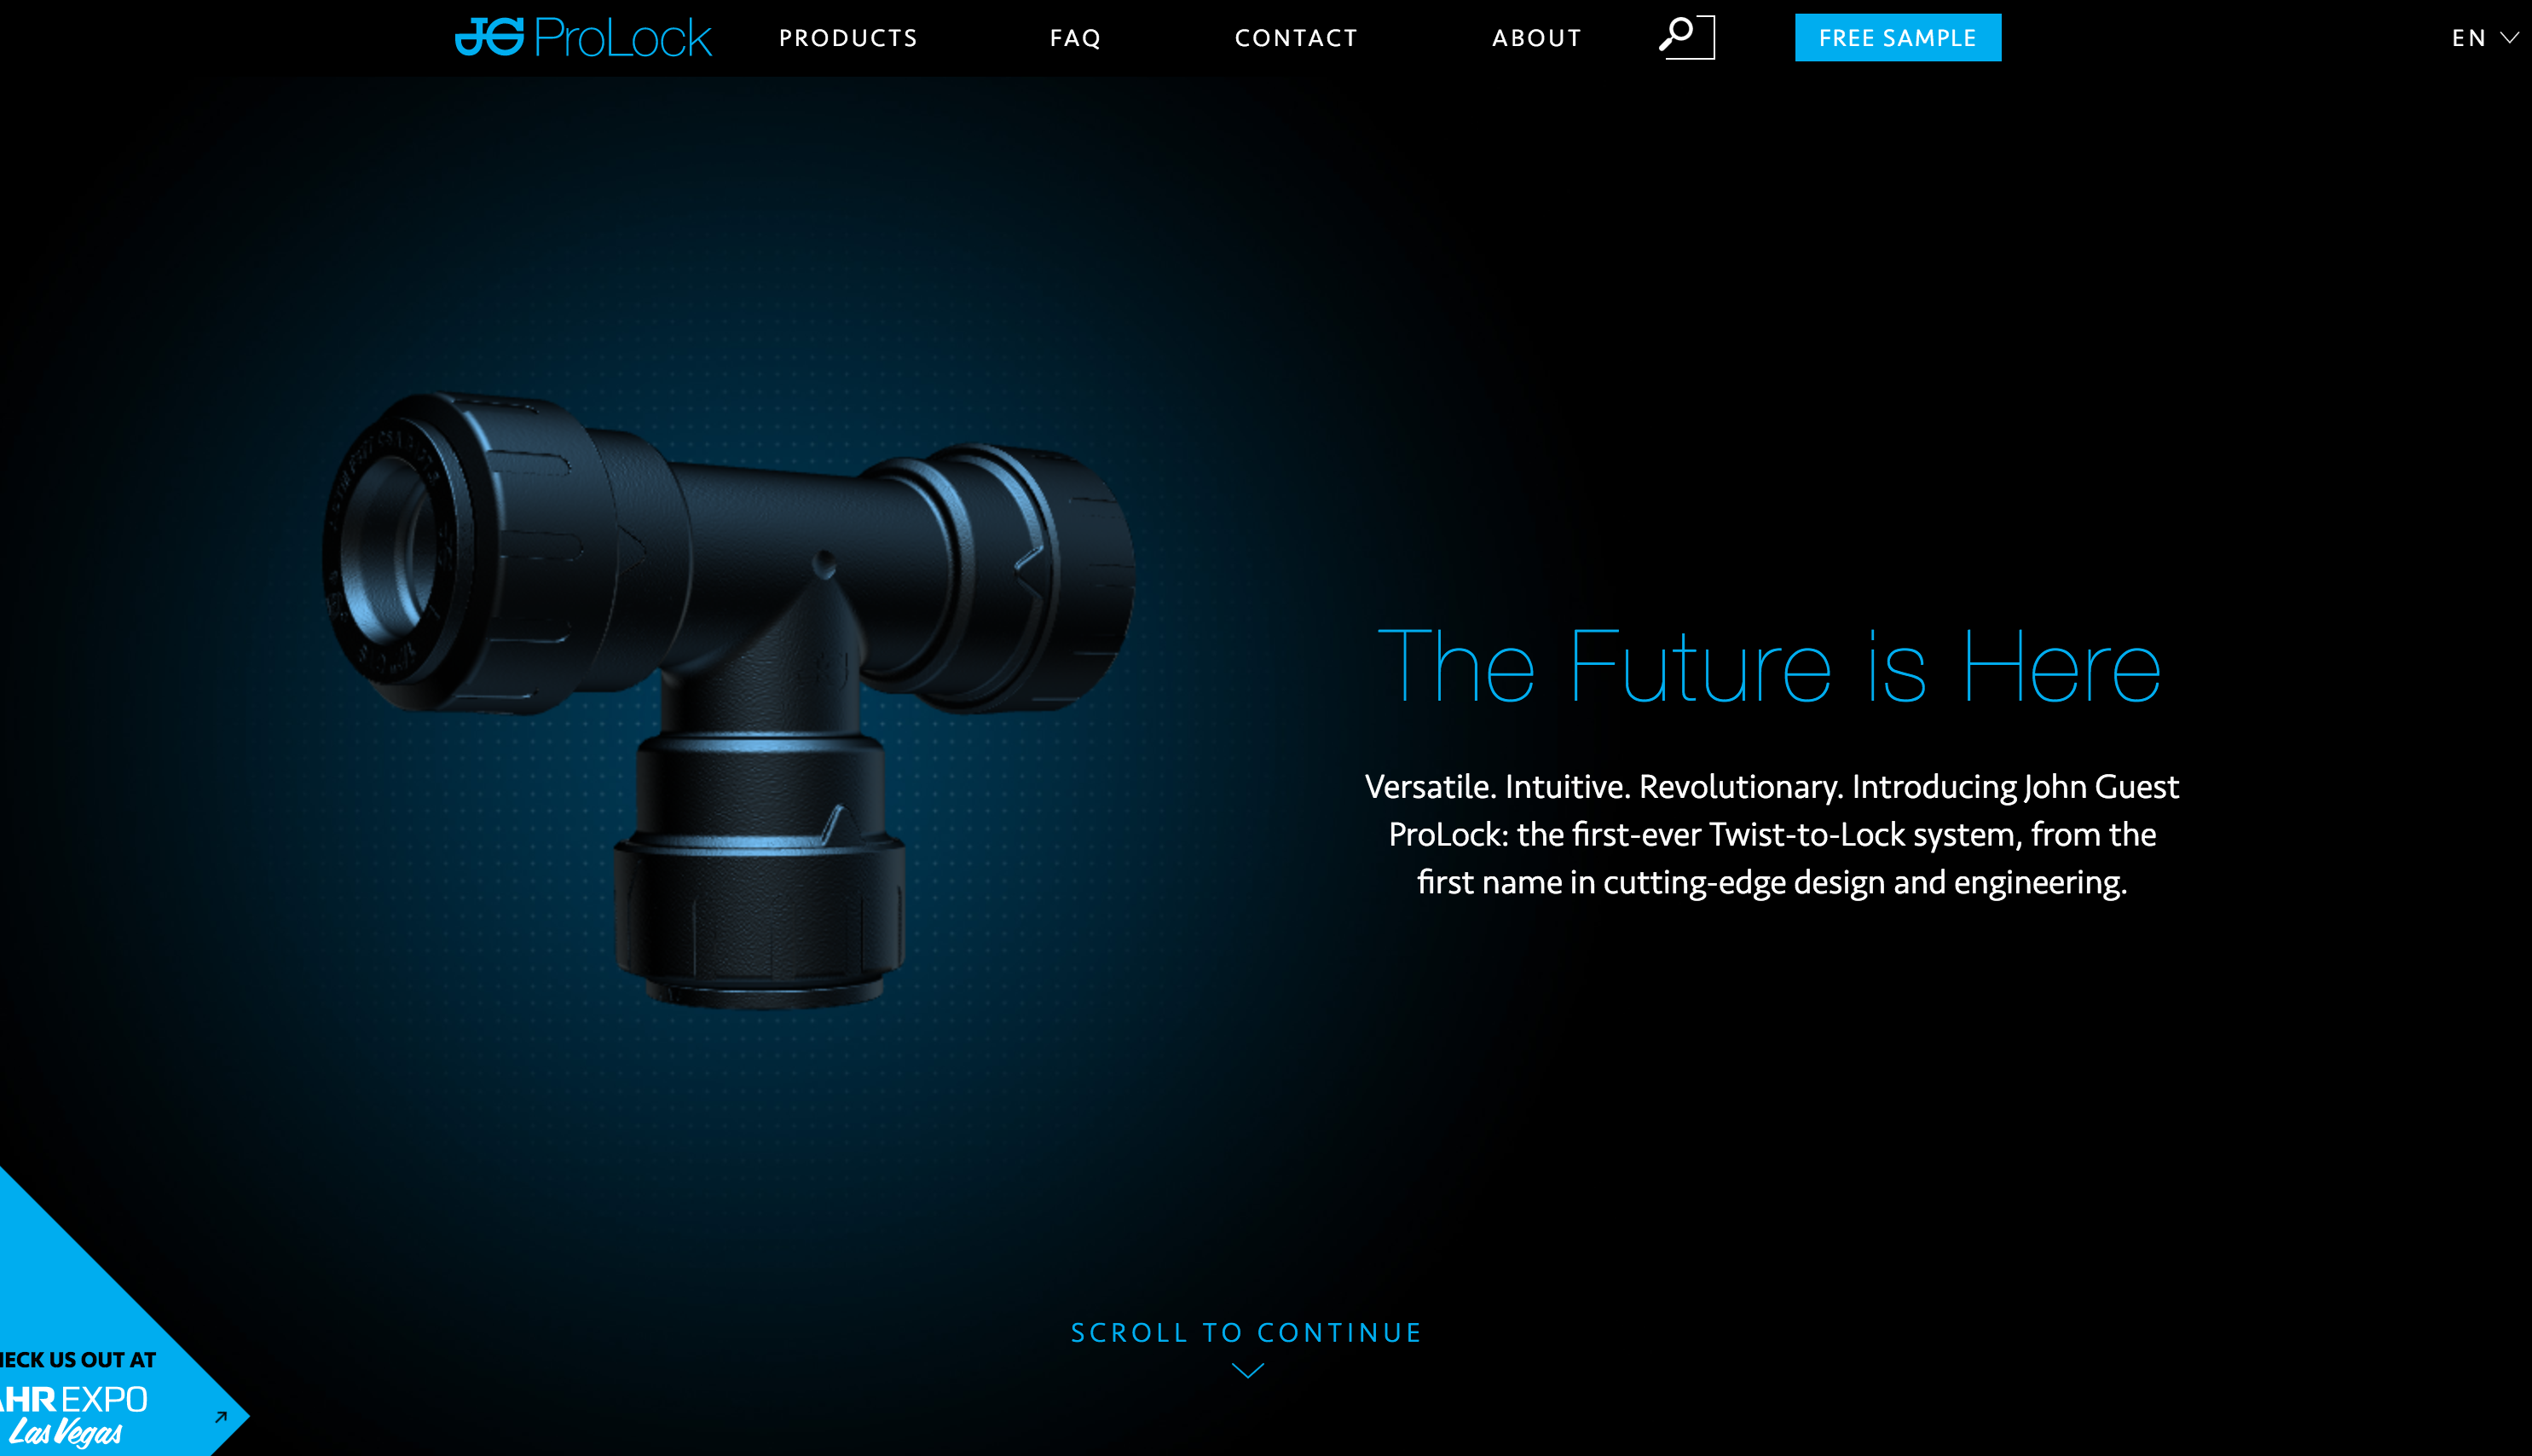 JG ProLock
PRODUCTS
FAQ
CONTACT
ABOUT
FREE SAMPLE
EN
The Future is Here
Versatile. Intuitive. Revolutionary. Introducing John Guest
ProLock: the first-ever Twist-to-Lock system, from the
first name in cutting-edge design and engineering.
SCROLL TO CONTINUE
HECK US OUT AT
AHR EXPO
Las Vegas